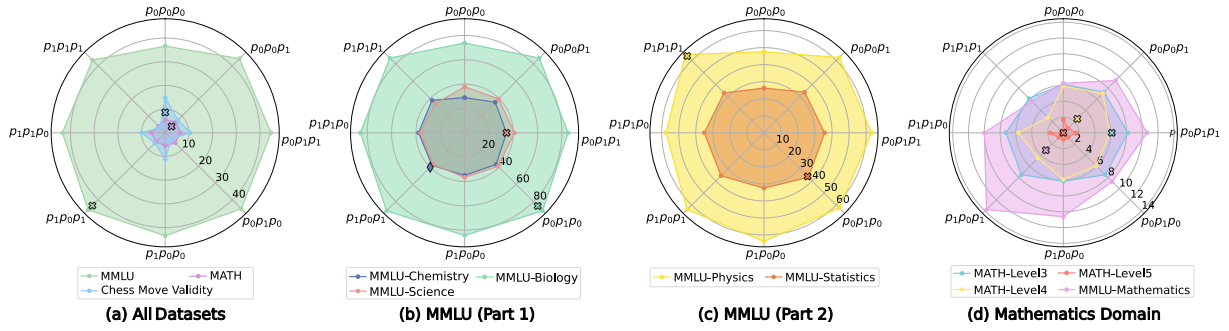 p₀p₀p₀
p₀p₀p₁
p₀p₁p₁
p₀p₁p₀
p₁p₀p₀
p₁p₀p₁
p₁p₁p₀
p₁p₁p₁
10
20
30
40
MMLU
MATH
Chess Move Validity
(a) All Datasets
p₀p₀p₀
p₀p₀p₁
p₀p₁p₁
p₀p₁p₀
p₁p₀p₀
p₁p₀p₁
p₁p₁p₀
p₁p₁p₁
20
40
60
80
MMLU-Chemistry
MMLU-Biology
MMLU-Science
(b) MMLU (Part 1)
p₀p₀p₀
p₀p₀p₁
p₀p₁p₁
p₀p₁p₀
p₁p₀p₀
p₁p₀p₁
p₁p₁p₀
p₁p₁p₁
10
20
30
40
50
60
MMLU-Physics
MMLU-Statistics
(c) MMLU (Part 2)
p₀p₀p₀
p₀p₀p₁
p₀p₁p₁
p₀p₁p₀
p₁p₀p₀
p₁p₀p₁
p₁p₁p₁
2
4
6
8
10
12
14
MATH-Level3
MATH-Level5
MATH-Level4
MMLU-Mathematics
(d) Mathematics Domain